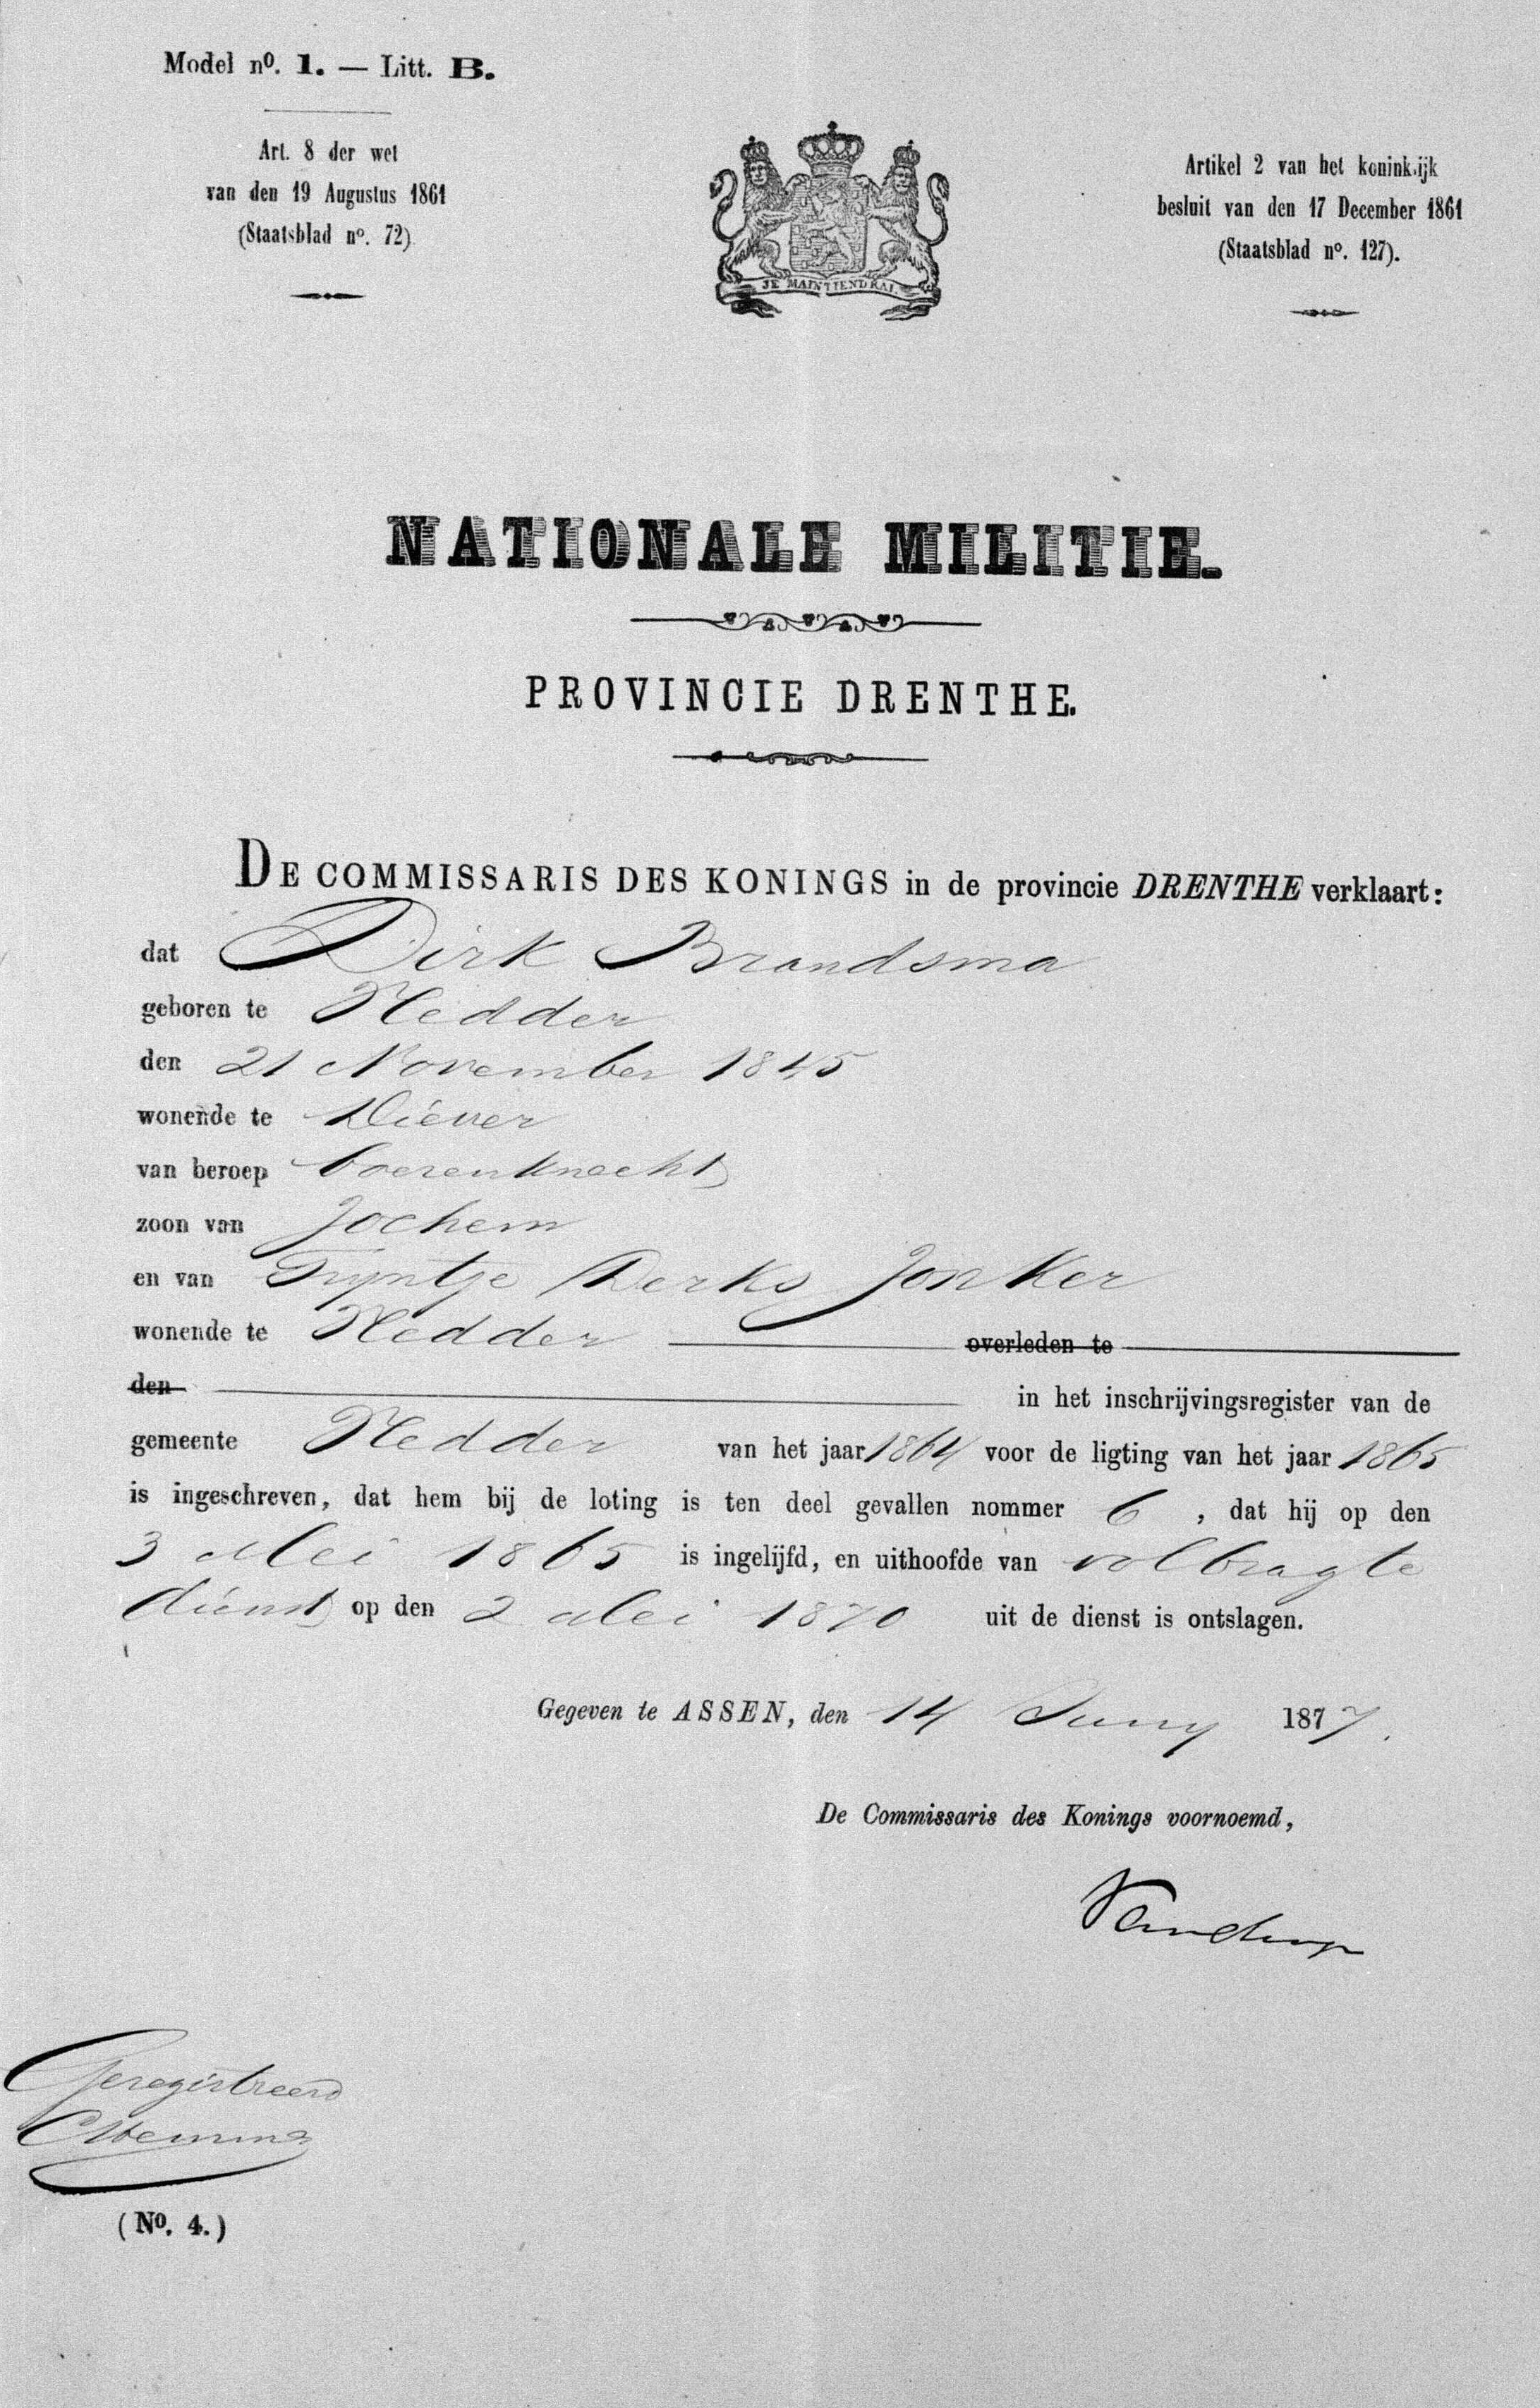 Model nº. 1. — Litt. B.
Art. 8 der wet
van den 19 Augustus 1861
(Staatsblad nº. 72)
Artikel 2 van het koninklijk
besluit van den 17 December 1861
(Staatsblad nº. 127).
JE MAINTIENDRAI.
NATIONALE MILITIE.
PROVINCIE DRENTHE.
DE COMMISSARIS DES KONINGS in de provincie DRENTHE verklaart:
dat Dirk Brandsma
geboren te Nedder
den 21 November 1845
wonende te Diever
van beroep boerenknecht
zoon van Jochem
en van Trijntje Derks Jonker
wonende te Nedder overleden te
den in het inschrijvingsregister van de
gemeente Nedder van het jaar 1864 voor de ligting van het jaar 1865
is ingeschreven, dat hem bij de loting is ten deel gevallen nommer 6, dat hij op den
3 Mei 1865 is ingelijfd, en uithoofde van volbragte
dienst op den 2 Mei 1870 uit de dienst is ontslagen.
Gegeven te ASSEN, den 14 Juny 1877.
De Commissaris des Konings voornoemd,
Geregistreerd
(No. 4.)